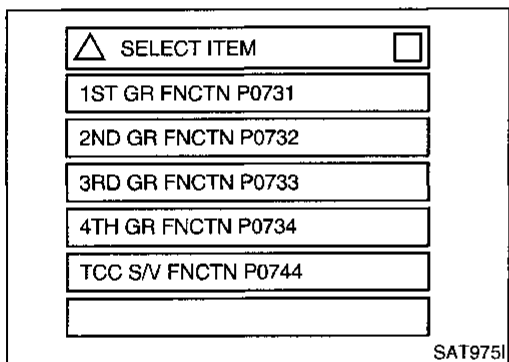 SELECT ITEM
1ST GR FNCTN P0731
2ND GR FNCTN P0732
3RD GR FNCTN P0733
4TH GR FNCTN P0734
TCC S/V FNCTN P0744
SAT975I